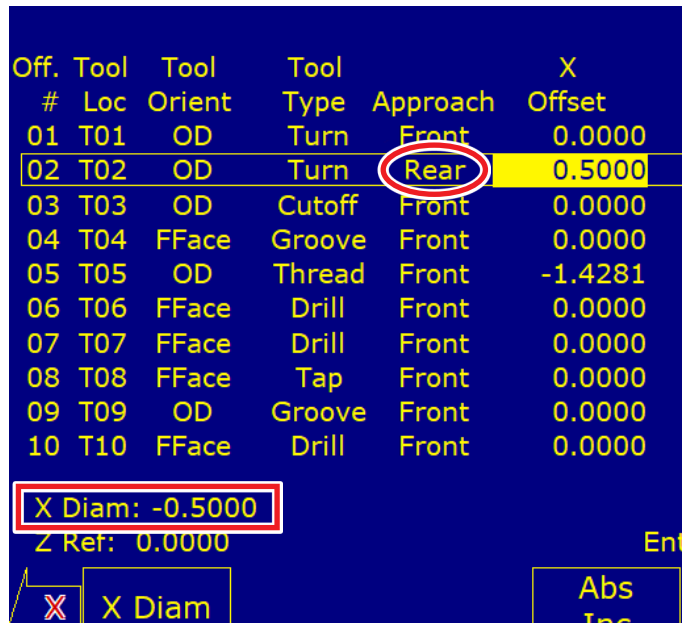 Off. Tool Tool Tool X
# Loc Orient Type Approach Offset
01 T01 OD Turn Front 0.0000
02 T02 OD Turn Rear 0.5000
03 T03 OD Cutoff Front 0.0000
04 T04 FFace Groove Front 0.0000
05 T05 OD Thread Front -1.4281
06 T06 FFace Drill Front 0.0000
07 T07 FFace Drill Front 0.0000
08 T08 FFace Tap Front 0.0000
09 T09 OD Groove Front 0.0000
10 T10 FFace Drill Front 0.0000
X Diam: -0.5000
Z Ref: 0.0000 Ent
X X Diam Abs
Inc